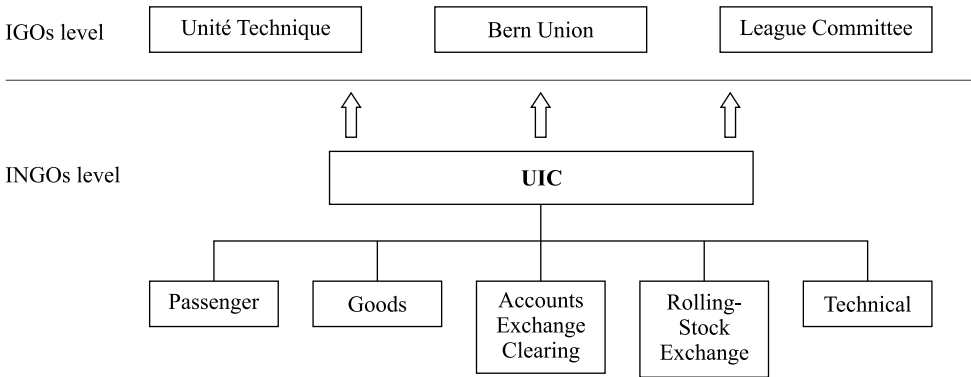 IGOs level
Unité Technique
Bern Union
League Committee
INGOs level
UIC
Passenger
Goods
Accounts
Exchange
Clearing
Rolling-
Stock
Exchange
Technical